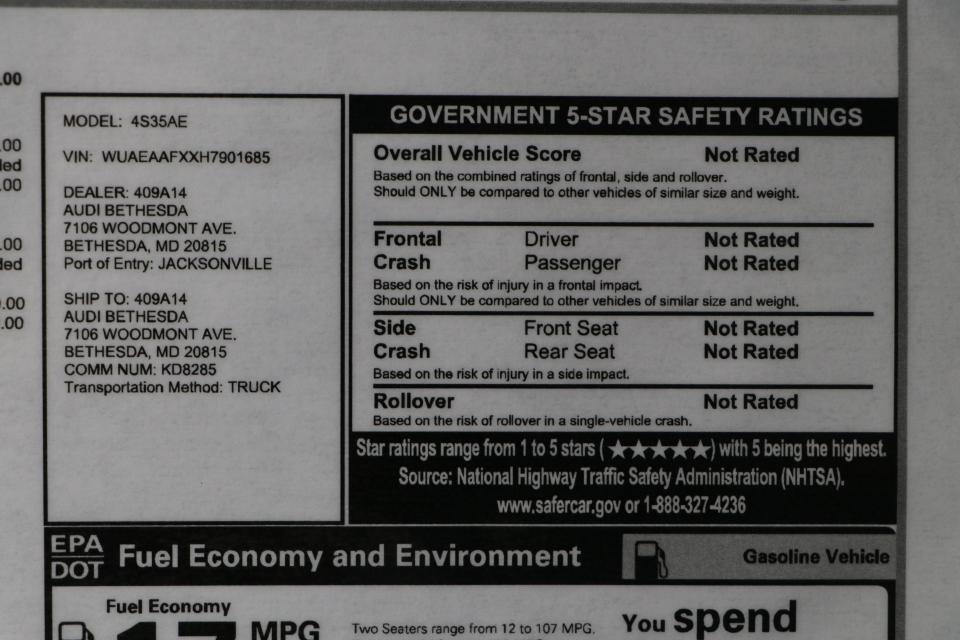 .00
.00
ded
.00
.00
ded
.00
.00
MODEL: 4S35AE
VIN: WUAEAAFXXH7901685
DEALER: 409A14
AUDI BETHESDA
7106 WOODMONT AVE.
BETHESDA, MD 20815
Port of Entry: JACKSONVILLE
SHIP TO: 409A14
AUDI BETHESDA
7106 WOODMONT AVE.
BETHESDA, MD 20815
COMM NUM: KD8285
Transportation Method: TRUCK
GOVERNMENT 5-STAR SAFETY RATINGS
Overall Vehicle Score Not Rated
Based on the combined ratings of frontal, side and rollover.
Should ONLY be compared to other vehicles of similar size and weight.
Frontal Driver Not Rated
Crash Passenger Not Rated
Based on the risk of injury in a frontal impact.
Should ONLY be compared to other vehicles of similar size and weight.
Side Front Seat Not Rated
Crash Rear Seat Not Rated
Based on the risk of injury in a side impact.
Rollover Not Rated
Based on the risk of rollover in a single-vehicle crash.
Star ratings range from 1 to 5 stars (★★★★★) with 5 being the highest.
Source: National Highway Traffic Safety Administration (NHTSA).
www.safercar.gov or 1-888-327-4236
EPA
DOT Fuel Economy and Environment Gasoline Vehicle
Fuel Economy
MPG
Two Seaters range from 12 to 107 MPG.
You spend